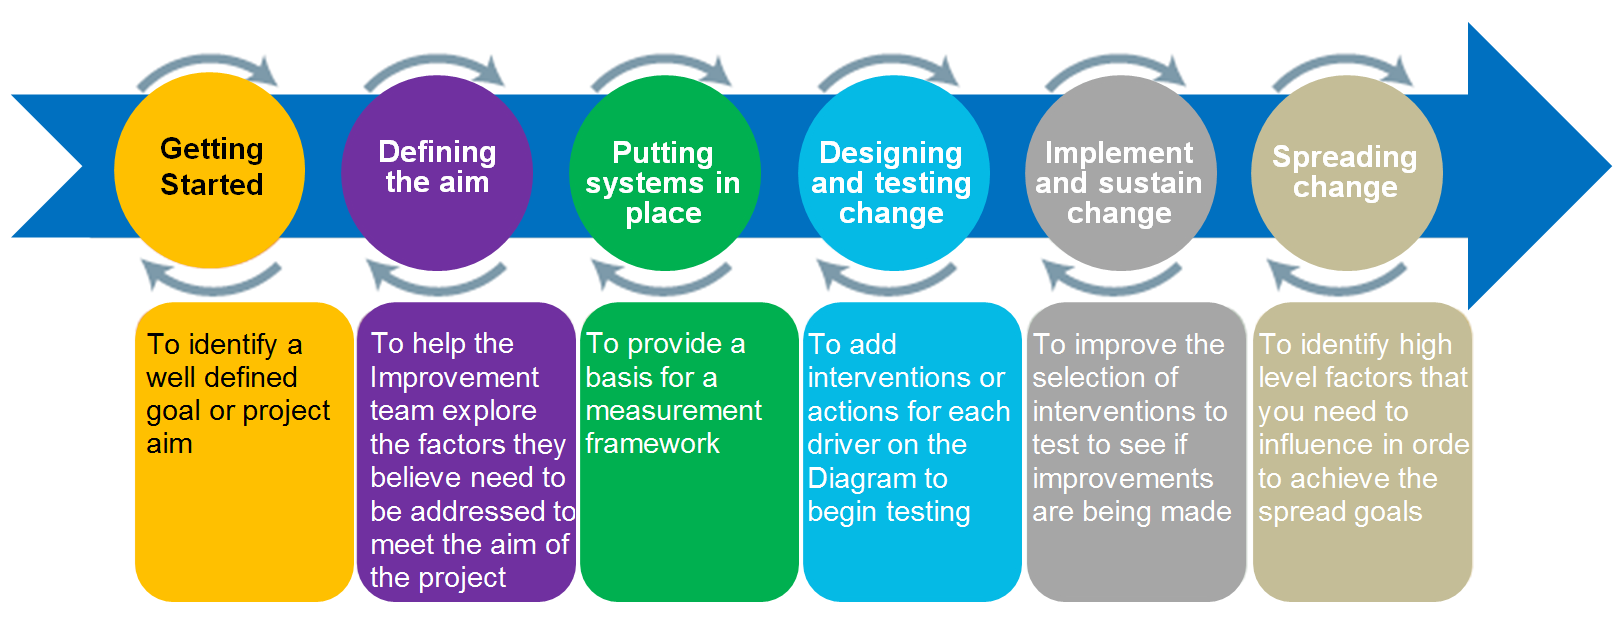 Getting
Started
Defining
the aim
Putting
systems in
place
Designing
and testing
change
Implement
and sustain
change
Spreading
change
To identify a
well defined
goal or project
aim
To help the
Improvement
team explore
the factors they
believe need to
be addressed to
meet the aim of
the project
To provide a
basis for a
measurement
framework
To add
interventions or
actions for each
driver on the
Diagram to
begin testing
To improve the
selection of
interventions to
test to see if
improvements
are being made
To identify high
level factors that
you need to
influence in orde
to achieve the
spread goals